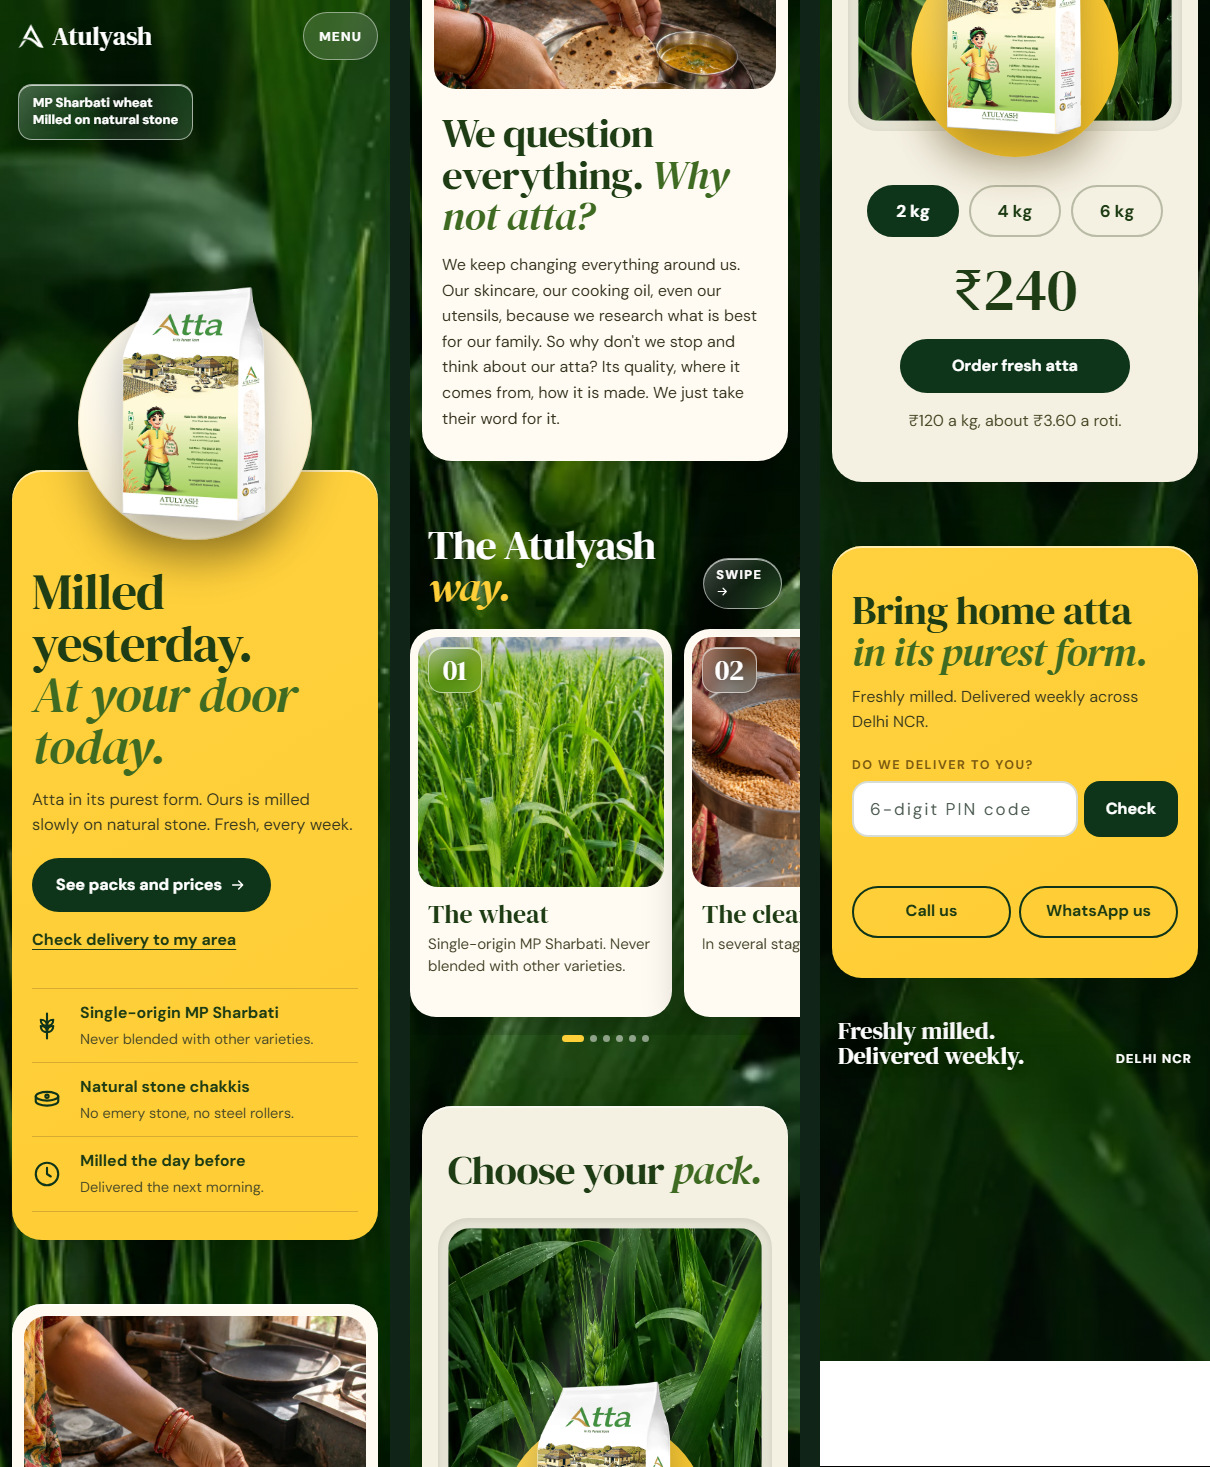 Atulyash
MENU
MP Sharbati wheat
Milled on natural stone
Atta
ATULYASH
Milled
yesterday.
At your door
today.
Atta in its purest form. Ours is milled
slowly on natural stone. Fresh, every week.
See packs and prices →
Check delivery to my area
Single-origin MP Sharbati
Never blended with other varieties.
Natural stone chakkis
No emery stone, no steel rollers.
Milled the day before
Delivered the next morning.
We question
everything. Why
not atta?
We keep changing everything around us.
Our skincare, our cooking oil, even our
utensils, because we research what is best
for our family. So why don't we stop and
think about our atta? Its quality, where it
comes from, how it is made. We just take
their word for it.
The Atulyash
way.
SWIPE
→
01
02
The wheat
Single-origin MP Sharbati. Never
blended with other varieties.
The clea
In several stag
Choose your pack.
Atta
ATULYASH
2 kg
4 kg
6 kg
₹240
Order fresh atta
₹120 a kg, about ₹3.60 a roti.
Bring home atta
in its purest form.
Freshly milled. Delivered weekly across
Delhi NCR.
DO WE DELIVER TO YOU?
6-digit PIN code
Check
Call us
WhatsApp us
Freshly milled.
Delivered weekly.
DELHI NCR